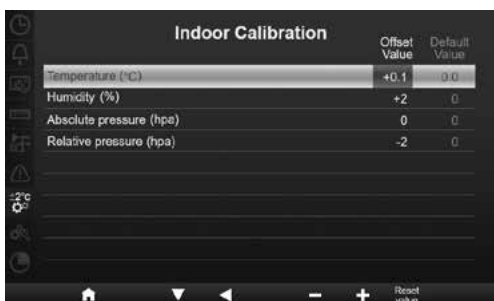 Indoor Calibration
Offset Value Default Value
Temperature (°C) +0.1 0.0
Humidity (%) +2 0
Absolute pressure (hpa) 0 0
Relative pressure (hpa) -2 0
±2°C
Reset
value